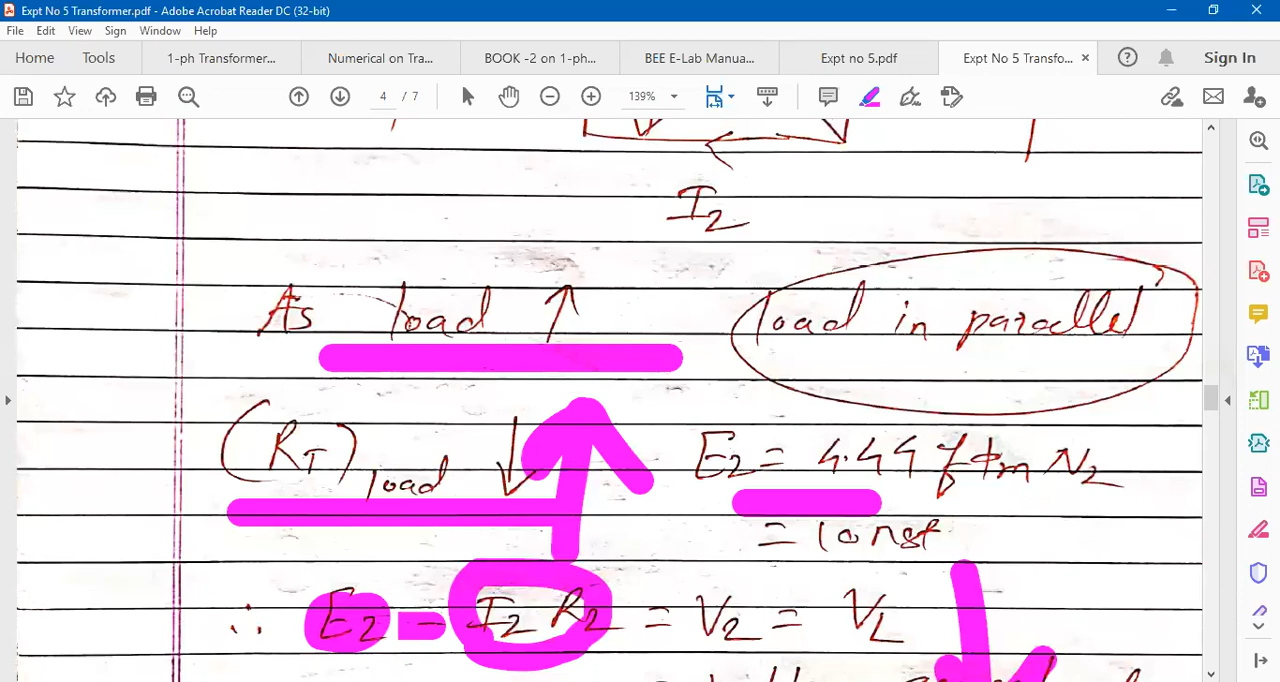 Expt No 5 Transformer.pdf - Adobe Acrobat Reader DC (32-bit)
File Edit View Sign Window Help
Home Tools 1-ph Transformer... Numerical on Tra... BOOK -2 on 1-ph... BEE E-Lab Manua... Expt no 5.pdf Expt No 5 Transfo... × Sign In
4 / 7 139%
I2
As load ↑ load in parallel
(RT)load ↓ E2 = 4.44 f ϕm N2
= const
∴ E2 - I2 R2 = V2 = VL